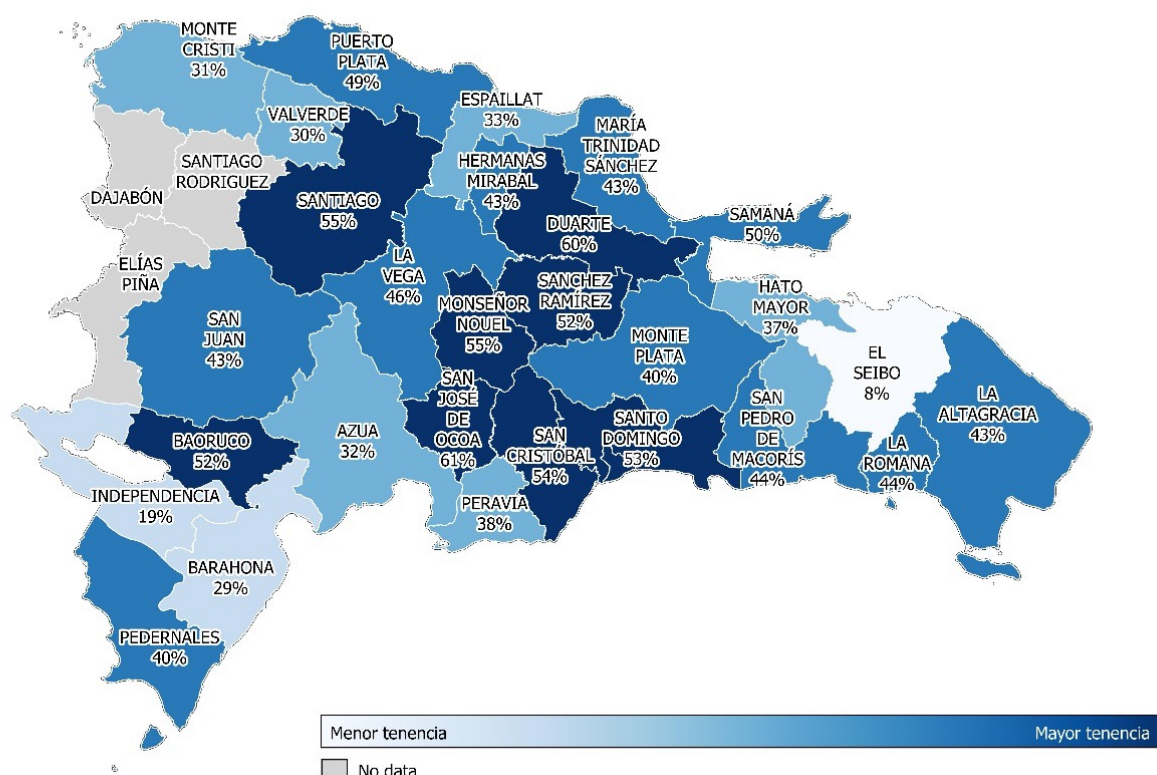 MONTE
CRISTI
31%
PUERTO
PLATA
49%
VALVERDE
30%
ESPAILLAT
33%
MARÍA
TRINIDAD
SÁNCHEZ
43%
SANTIAGO
RODRIGUEZ
HERMANAS
MIRABAL
43%
DAJABÓN
SANTIAGO
55%
DUARTE
60%
SAMANÁ
50%
ELÍAS
PIÑA
LA
VEGA
46%
SANCHEZ
RAMÍREZ
52%
HATO
MAYOR
37%
MONSEÑOR
NOUEL
55%
SAN
JUAN
43%
MONTE
PLATA
40%
EL
SEIBO
8%
SAN
JOSÉ
DE
OCOA
61%
LA
ALTAGRACIA
43%
SAN
PEDRO
DE
MACORÍS
44%
BAORUCO
52%
AZUA
32%
SAN
CRISTÓBAL
54%
SANTO
DOMINGO
53%
LA
ROMANA
44%
INDEPENDENCIA
19%
PERAVIA
38%
BARAHONA
29%
PEDERNALES
40%
Menor tenencia
Mayor tenencia
No data